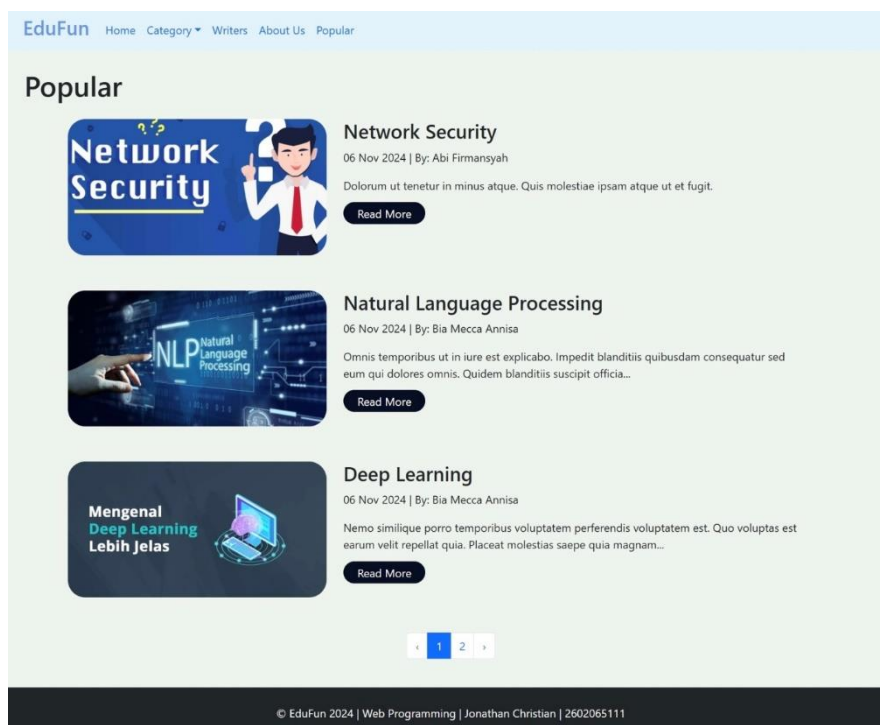 EduFun Home Category Writers About Us Popular
Popular
Network
Security
Network Security
06 Nov 2024 | By: Abi Firmansyah
Dolorum ut tenetur in minus atque. Quis molestiae ipsam atque ut et fugit.
Read More
NLP Natural
Language
Processing
Natural Language Processing
06 Nov 2024 | By: Bia Mecca Annisa
Omnis temporibus ut in iure est explicabo. Impedit blanditiis quibusdam consequatur sed
eum qui dolores omnis. Quidem blanditiis suscipit officia...
Read More
Mengenal
Deep Learning
Lebih Jelas
Deep Learning
06 Nov 2024 | By: Bia Mecca Annisa
Nemo similique porro temporibus voluptatem perferendis voluptatem est. Quo voluptas est
earum velit repellat quia. Placeat molestias saepe quia magnam...
Read More
‹ 1 2 ›
© EduFun 2024 | Web Programming | Jonathan Christian | 2602065111